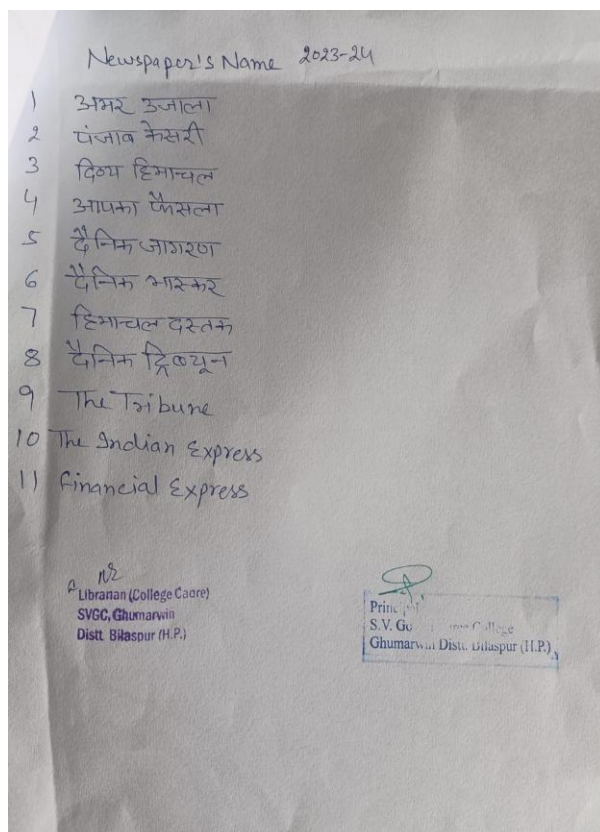 Newspaper's Name 2023-24
1 अमर उजाला
2 पंजाब केसरी
3 दिव्य हिमाचल
4 आपका फैसला
5 दैनिक जागरण
6 दैनिक भास्कर
7 हिमाचल दस्तक
8 दैनिक ट्रिब्यून
9 The Tribune
10 The Indian Express
11 Financial Express
Librarian (College Cadre)
SVGC, Ghumarwin
Distt. Bilaspur (H.P.)
S.V. College
Ghumarwin Distt. Bilaspur (H.P.)